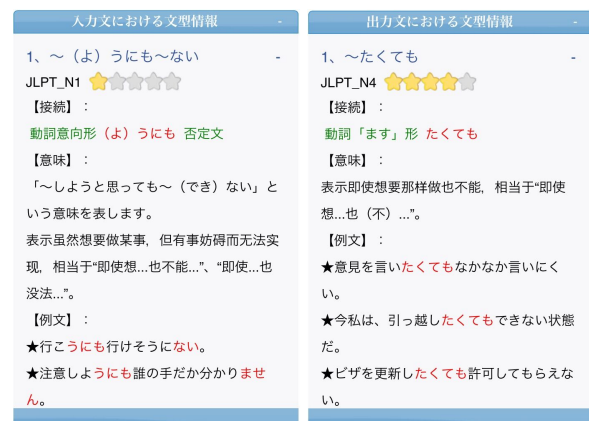 入力文における文型情報 -
1、～（よ）うにも～ない -
JLPT_N1
【接続】：
動詞意向形（よ）うにも 否定文
【意味】：
「～しようと思っても～（でき）ない」と
いう意味を表します。
表示虽然想要做某事，但有事妨碍而无法实
现，相当于“即使想...也不能...”、“即使...也
没法...”。
【例文】：
★行こうにも行けそうにない。
★注意しようにも誰の手だか分かりませ
ん。
出力文における文型情報 -
1、～たくても -
JLPT_N4
【接続】：
動詞「ます」形 たくても
【意味】：
表示即使想要那样做也不能，相当于“即使
想...也（不）...”。
【例文】：
★意見を言いたくてもなかなか言いにく
い。
★今私は、引っ越したくてもできない状態
だ。
★ビザを更新したくても許可してもらえな
い。